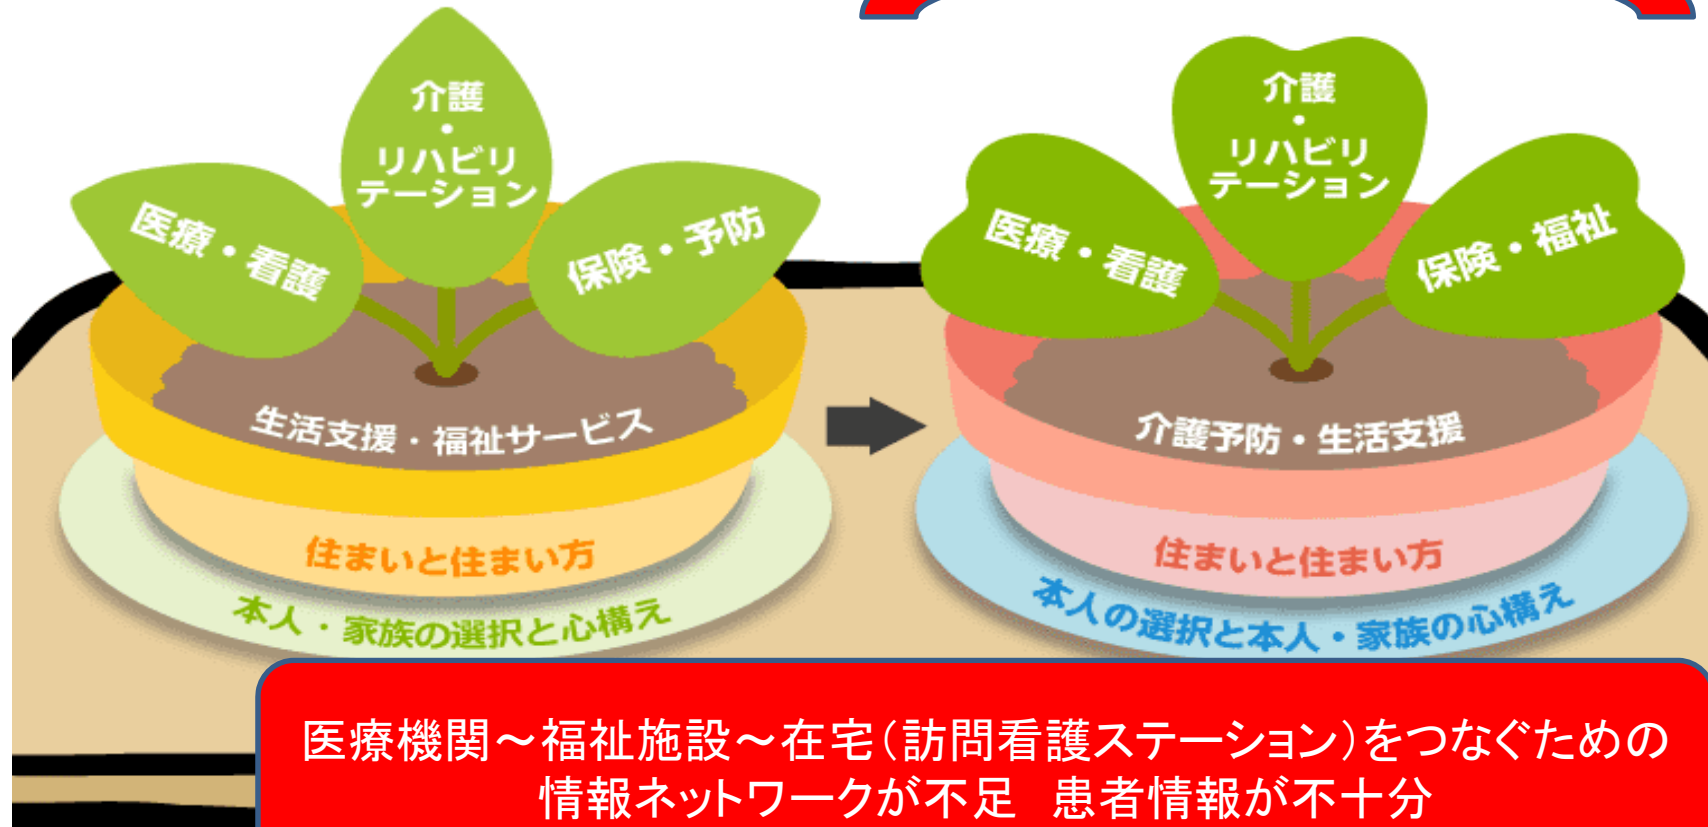 介護
・
リハビリ
テーション
医療・看護
保険・予防
生活支援・福祉サービス
住まいと住まい方
本人・家族の選択と心構え
介護
・
リハビリ
テーション
医療・看護
保険・福祉
介護予防・生活支援
住まいと住まい方
本人の選択と本人・家族の心構え
医療機関～福祉施設～在宅（訪問看護ステーション）をつなぐための
情報ネットワークが不足　患者情報が不十分